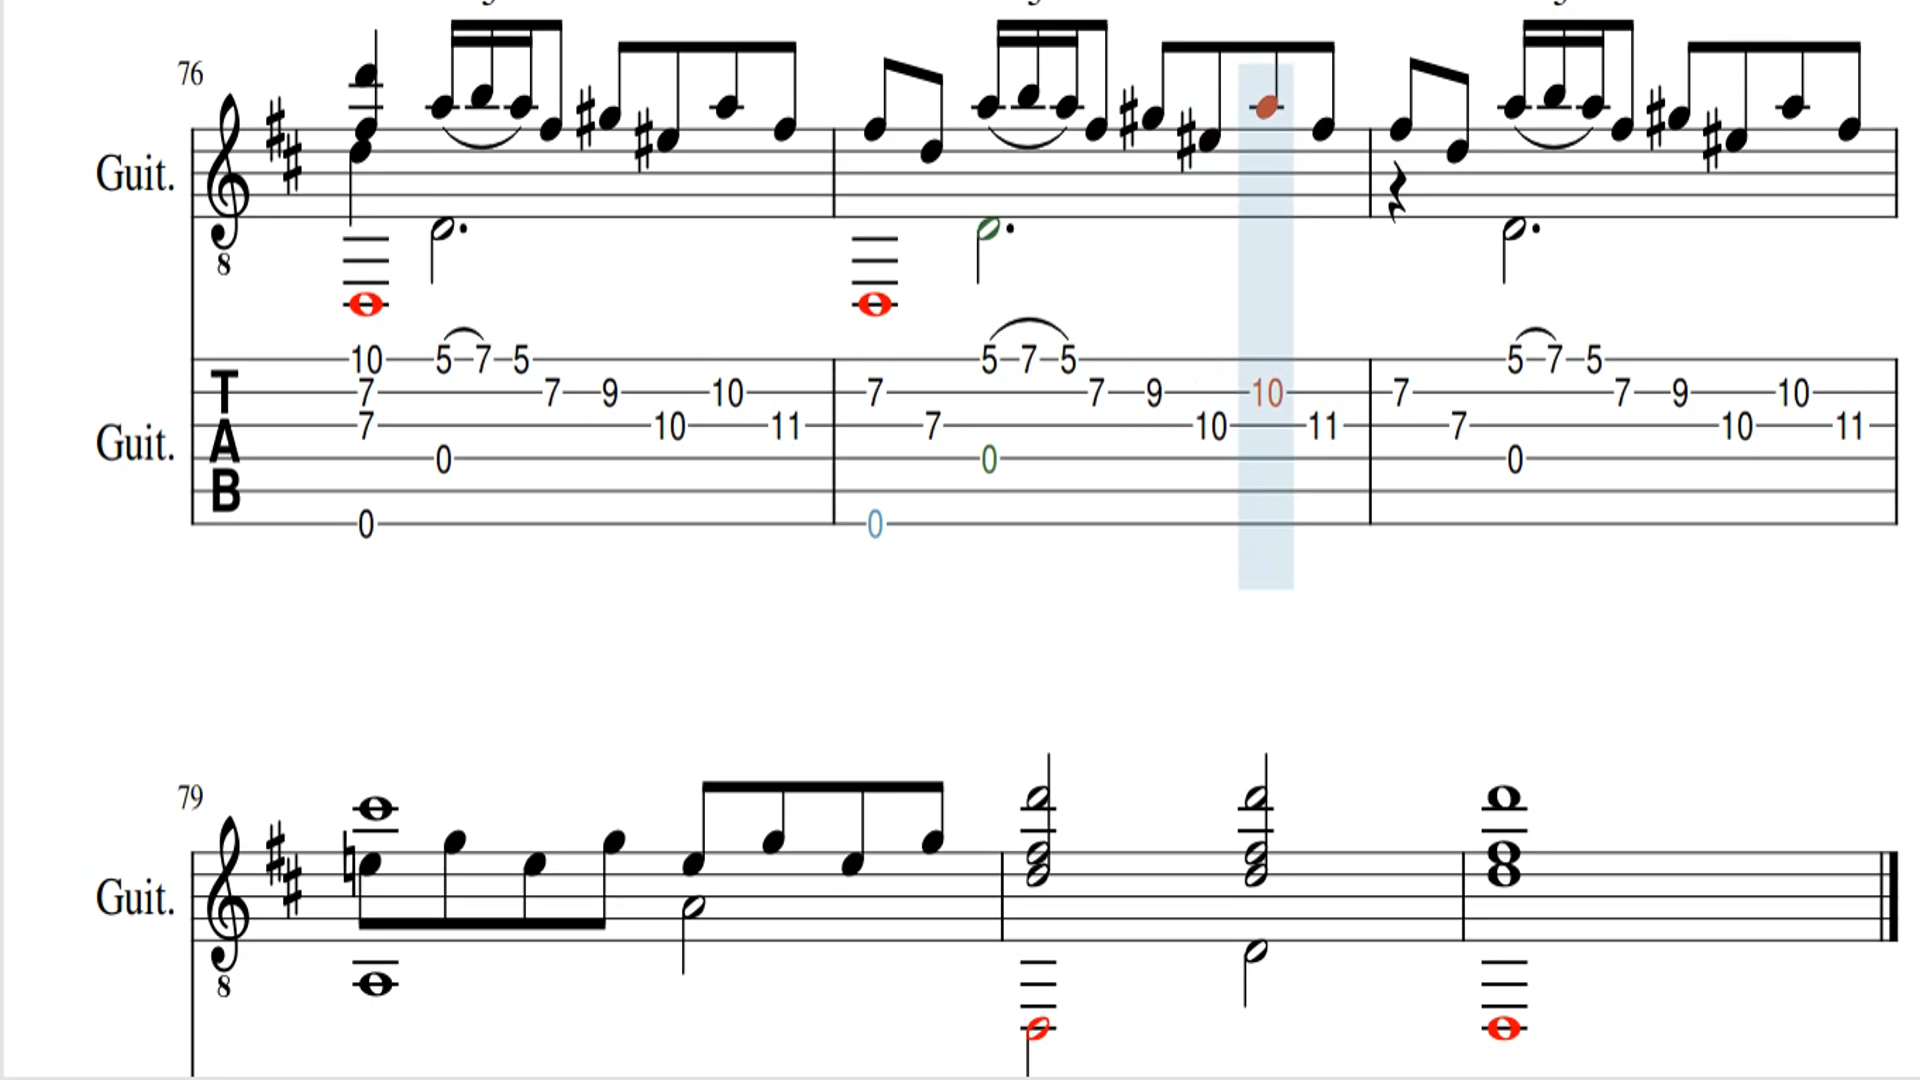 76
Guit.
8
10 5 7 5 5 7 5 5 7 5
7 7 9 10 7 7 9 10 7 7 9 10
7 10 11 7 10 11 7 10 11
0 0 0
0 0
TAB
Guit.
79
Guit.
8